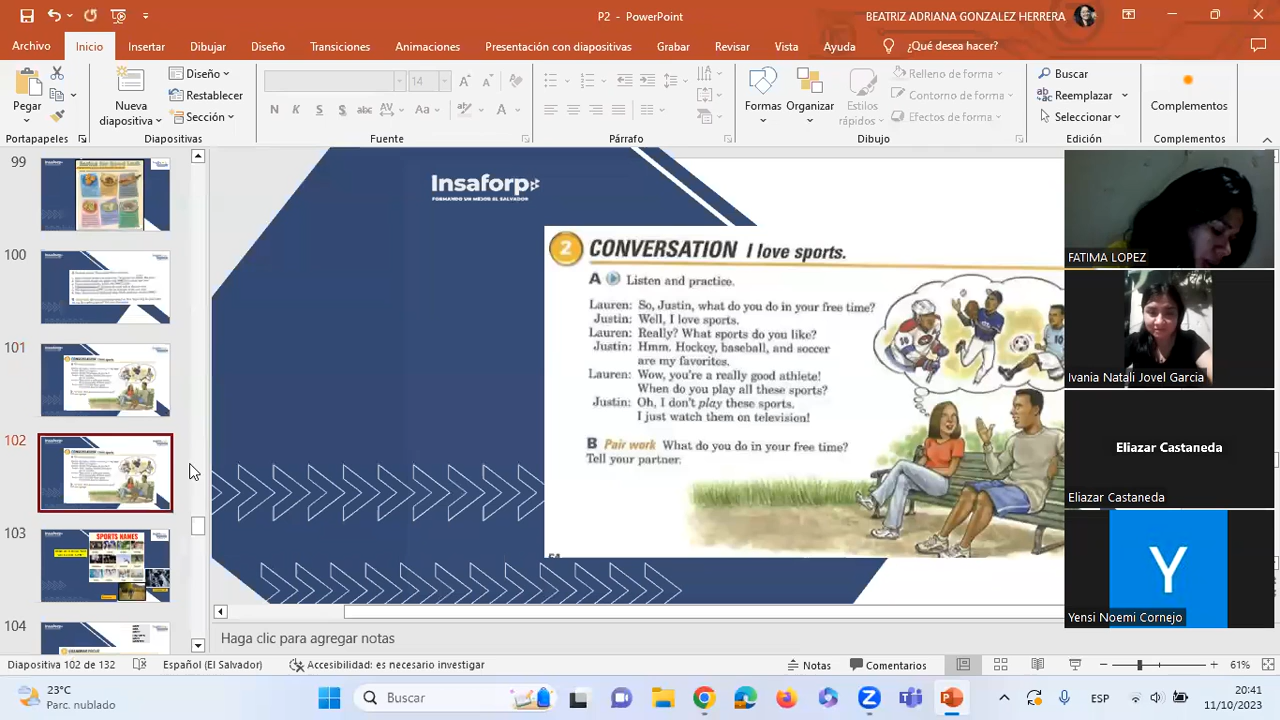 P2 - PowerPoint
BEATRIZ ADRIANA GONZALEZ HERRERA
Archivo Inicio Insertar Dibujar Diseño Transiciones Animaciones Presentación con diapositivas Grabar Revisar Vista Ayuda ¿Qué desea hacer?
Pegar
Portapapeles
Nueva
diapositiva
Diseño
Restablecer
Sección
Diapositivas
14
N K S S abc AV Aa A
Fuente
Párrafo
Formas
Organizar
Estilos
rápidos
Relleno de forma
Contorno de forma
Efectos de forma
Dibujo
Buscar
Reemplazar
Seleccionar
Edición
Complementos
Complementos
99
100
101
102
103
SPORTS NAMES
104
Insaforp
FORMANDO UN MEJOR EL SALVADOR
2 CONVERSATION I love sports.
A Listen and practice.
Lauren: So, Justin, what do you do in your free time?
Justin: Well, I love sports.
Lauren: Really? What sports do you like?
Justin: Hmm. Hockey, baseball, and soccer
are my favorites.
Lauren: Wow, you're a really good athlete!
When do you play all these sports?
Justin: Oh, I don't play these sports.
I just watch them on television!
B Pair work What do you do in your free time?
Tell your partner.
FATIMA LOPEZ
Ivania Natali Jovel Garcia
Eliazar Castaneda
Eliazar Castaneda
Y
Yensi Noemi Cornejo
Haga clic para agregar notas
Diapositiva 102 de 132
Español (El Salvador)
Accesibilidad: es necesario investigar
Notas
Comentarios
61%
23°C
Parc. nublado
Buscar
ESP
20:41
11/10/2023